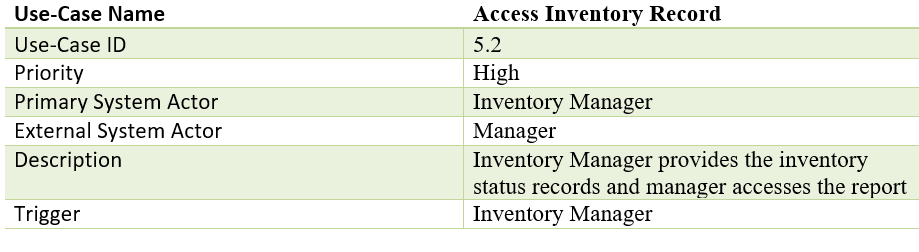 Use-Case Name Access Inventory Record
Use-Case ID 5.2
Priority High
Primary System Actor Inventory Manager
External System Actor Manager
Description Inventory Manager provides the inventory
status records and manager accesses the report
Trigger Inventory Manager